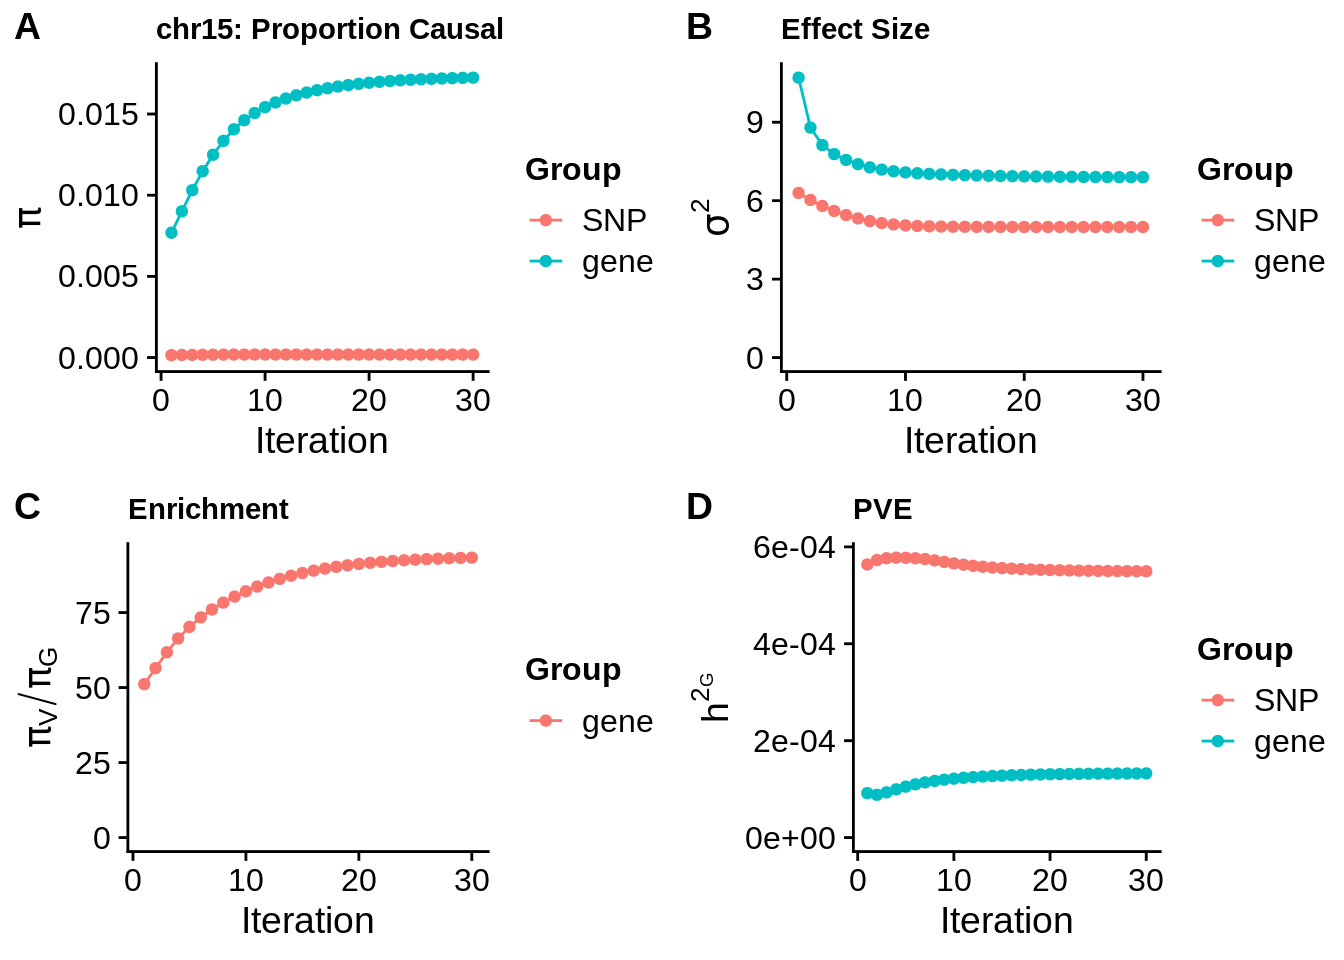 A
chr15: Proportion Causal
π
0.015
0.010
0.005
0.000
0 10 20 30
Iteration
Group
SNP
gene
B
Effect Size
σ²
9
6
3
0
0 10 20 30
Iteration
Group
SNP
gene
C
Enrichment
πV/πG
75
50
25
0
0 10 20 30
Iteration
Group
gene
D
PVE
h2G
6e-04
4e-04
2e-04
0e+00
0 10 20 30
Iteration
Group
SNP
gene